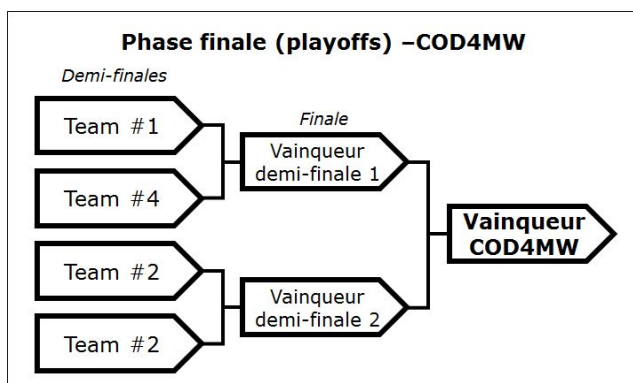 Phase finale (playoffs) –COD4MW
Demi-finales
Team #1
Team #4
Team #2
Team #2
Finale
Vainqueur
demi-finale 1
Vainqueur
demi-finale 2
Vainqueur
COD4MW